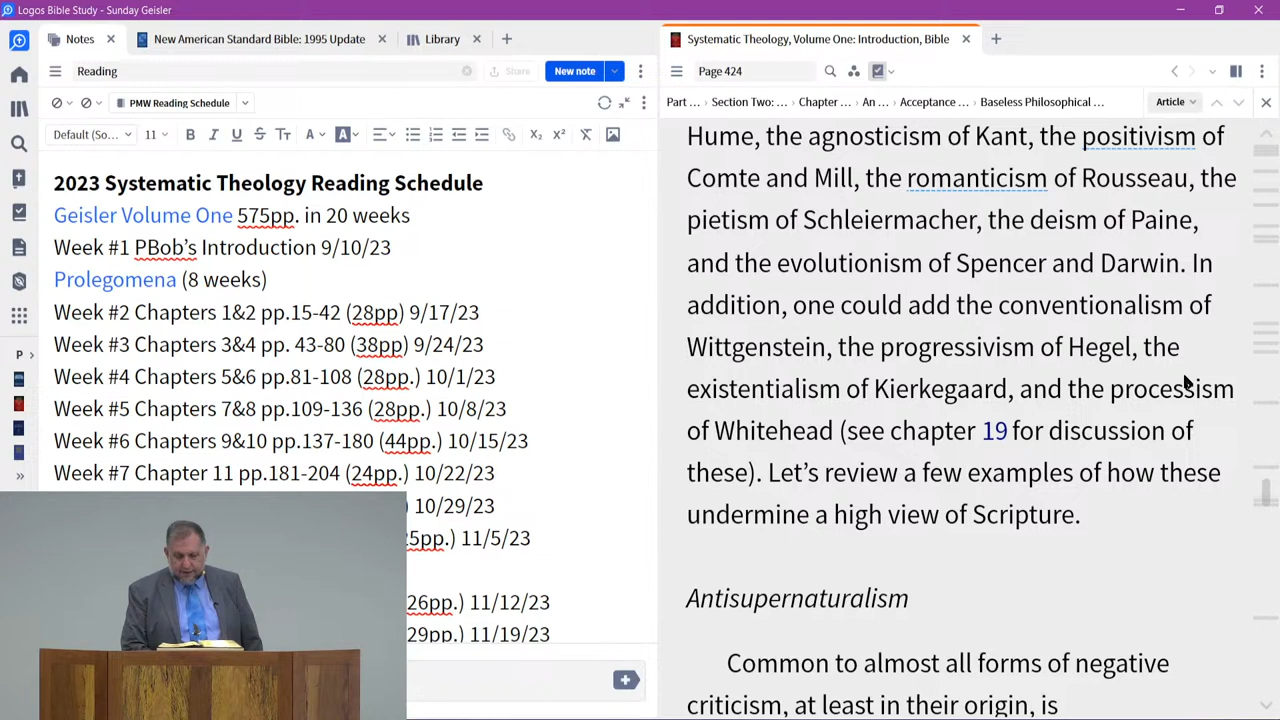 Logos Bible Study - Sunday Geisler
Notes
New American Standard Bible: 1995 Update
Library
Reading
Share
New note
PMW Reading Schedule
Default (So...
11
2023 Systematic Theology Reading Schedule
Geisler Volume One 575pp. in 20 weeks
Week #1 PBob's Introduction 9/10/23
Prolegomena (8 weeks)
Week #2 Chapters 1&2 pp.15-42 (28pp) 9/17/23
Week #3 Chapters 3&4 pp. 43-80 (38pp) 9/24/23
Week #4 Chapters 5&6 pp.81-108 (28pp.) 10/1/23
Week #5 Chapters 7&8 pp.109-136 (28pp.) 10/8/23
Week #6 Chapters 9&10 pp.137-180 (44pp.) 10/15/23
Week #7 Chapter 11 pp.181-204 (24pp.) 10/22/23
) 10/29/23
5pp.) 11/5/23
26pp.) 11/12/23
29pp.) 11/19/23
P
Systematic Theology, Volume One: Introduction, Bible
Page 424
Part ... Section Two: ... Chapter ... An ... Acceptance ... Baseless Philosophical ...
Article
Hume, the agnosticism of Kant, the positivism of
Comte and Mill, the romanticism of Rousseau, the
pietism of Schleiermacher, the deism of Paine,
and the evolutionism of Spencer and Darwin. In
addition, one could add the conventionalism of
Wittgenstein, the progressivism of Hegel, the
existentialism of Kierkegaard, and the processism
of Whitehead (see chapter 19 for discussion of
these). Let's review a few examples of how these
undermine a high view of Scripture.
Antisupernaturalism
Common to almost all forms of negative
criticism, at least in their origin, is